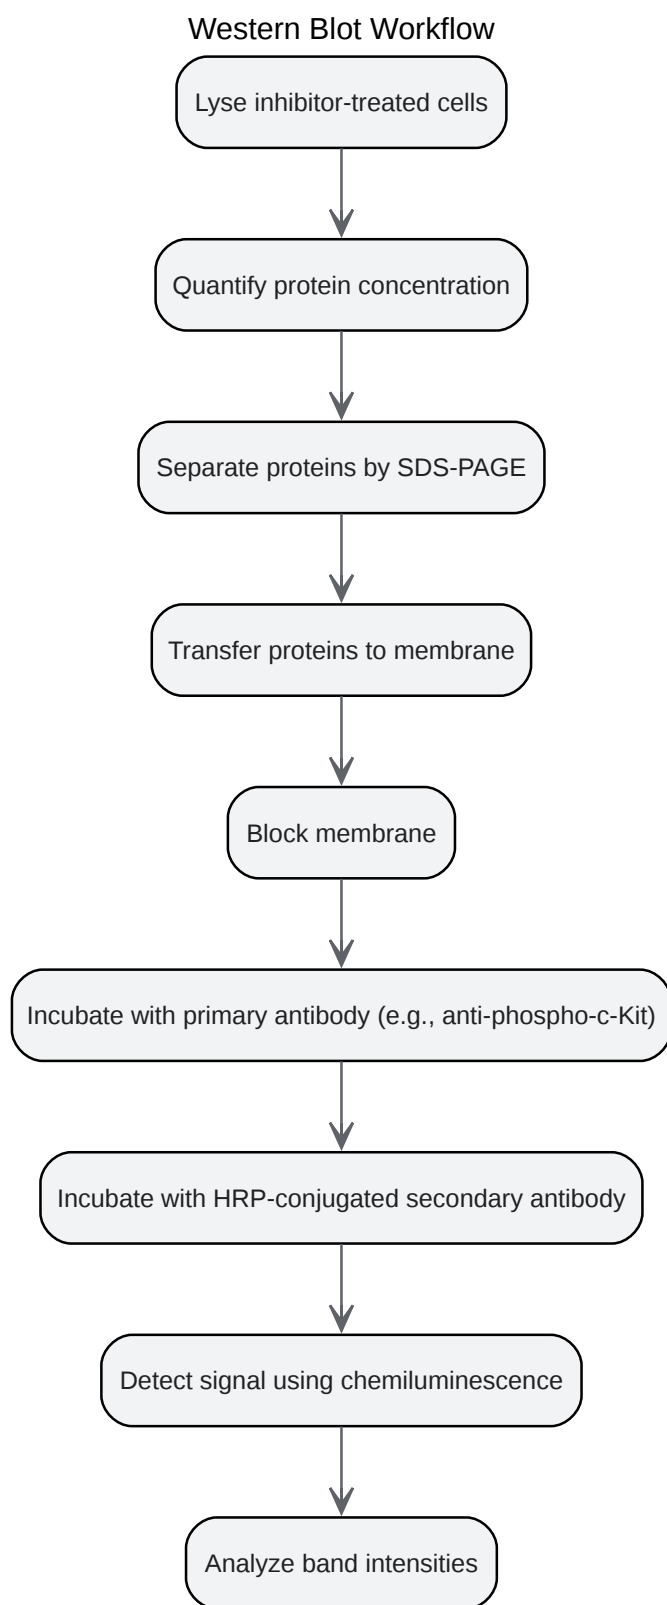 Western Blot Workflow
Lyse inhibitor-treated cells
Quantify protein concentration
Separate proteins by SDS-PAGE
Transfer proteins to membrane
Block membrane
Incubate with primary antibody (e.g., anti-phospho-c-Kit)
Incubate with HRP-conjugated secondary antibody
Detect signal using chemiluminescence
Analyze band intensities